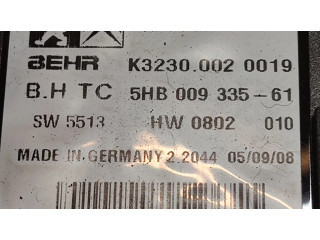 BEHR K3230.002 0019
B.H TC 5HB 009 335-61
SW 5513 HW 0802 010
MADE IN GERMANY 2.2044 05/09/08